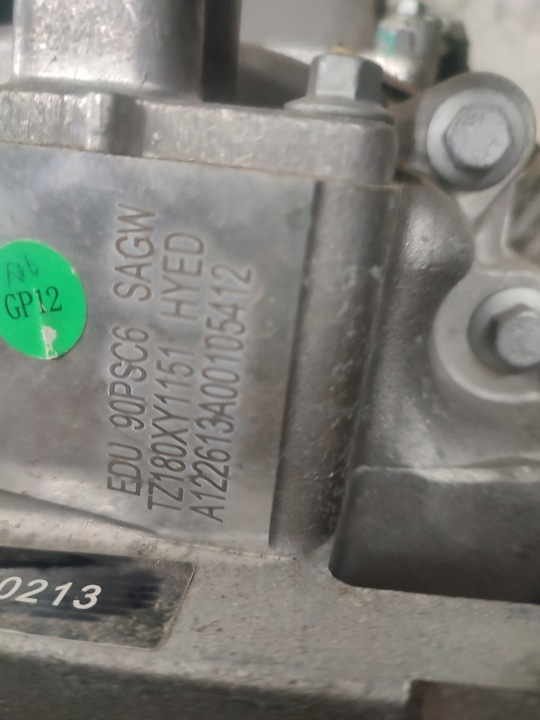 GP12
EDU 90PSC6 SAGW
TZ180XY1151 HYED
A122613A00105412
0213